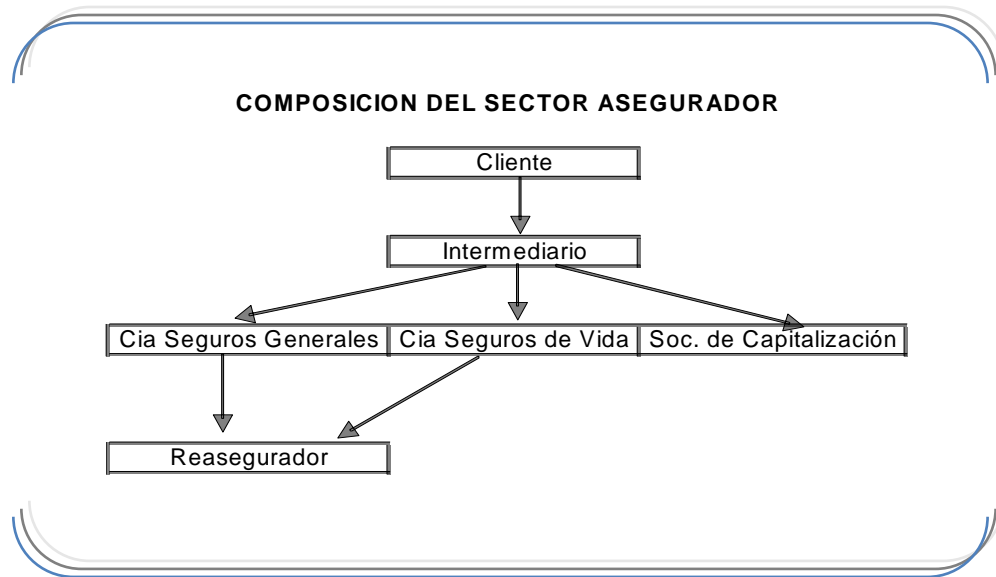 COMPOSICION DEL SECTOR ASEGURADOR
Cliente
Intermediario
Cia Seguros Generales Cia Seguros de Vida Soc. de Capitalización
Reasegurador